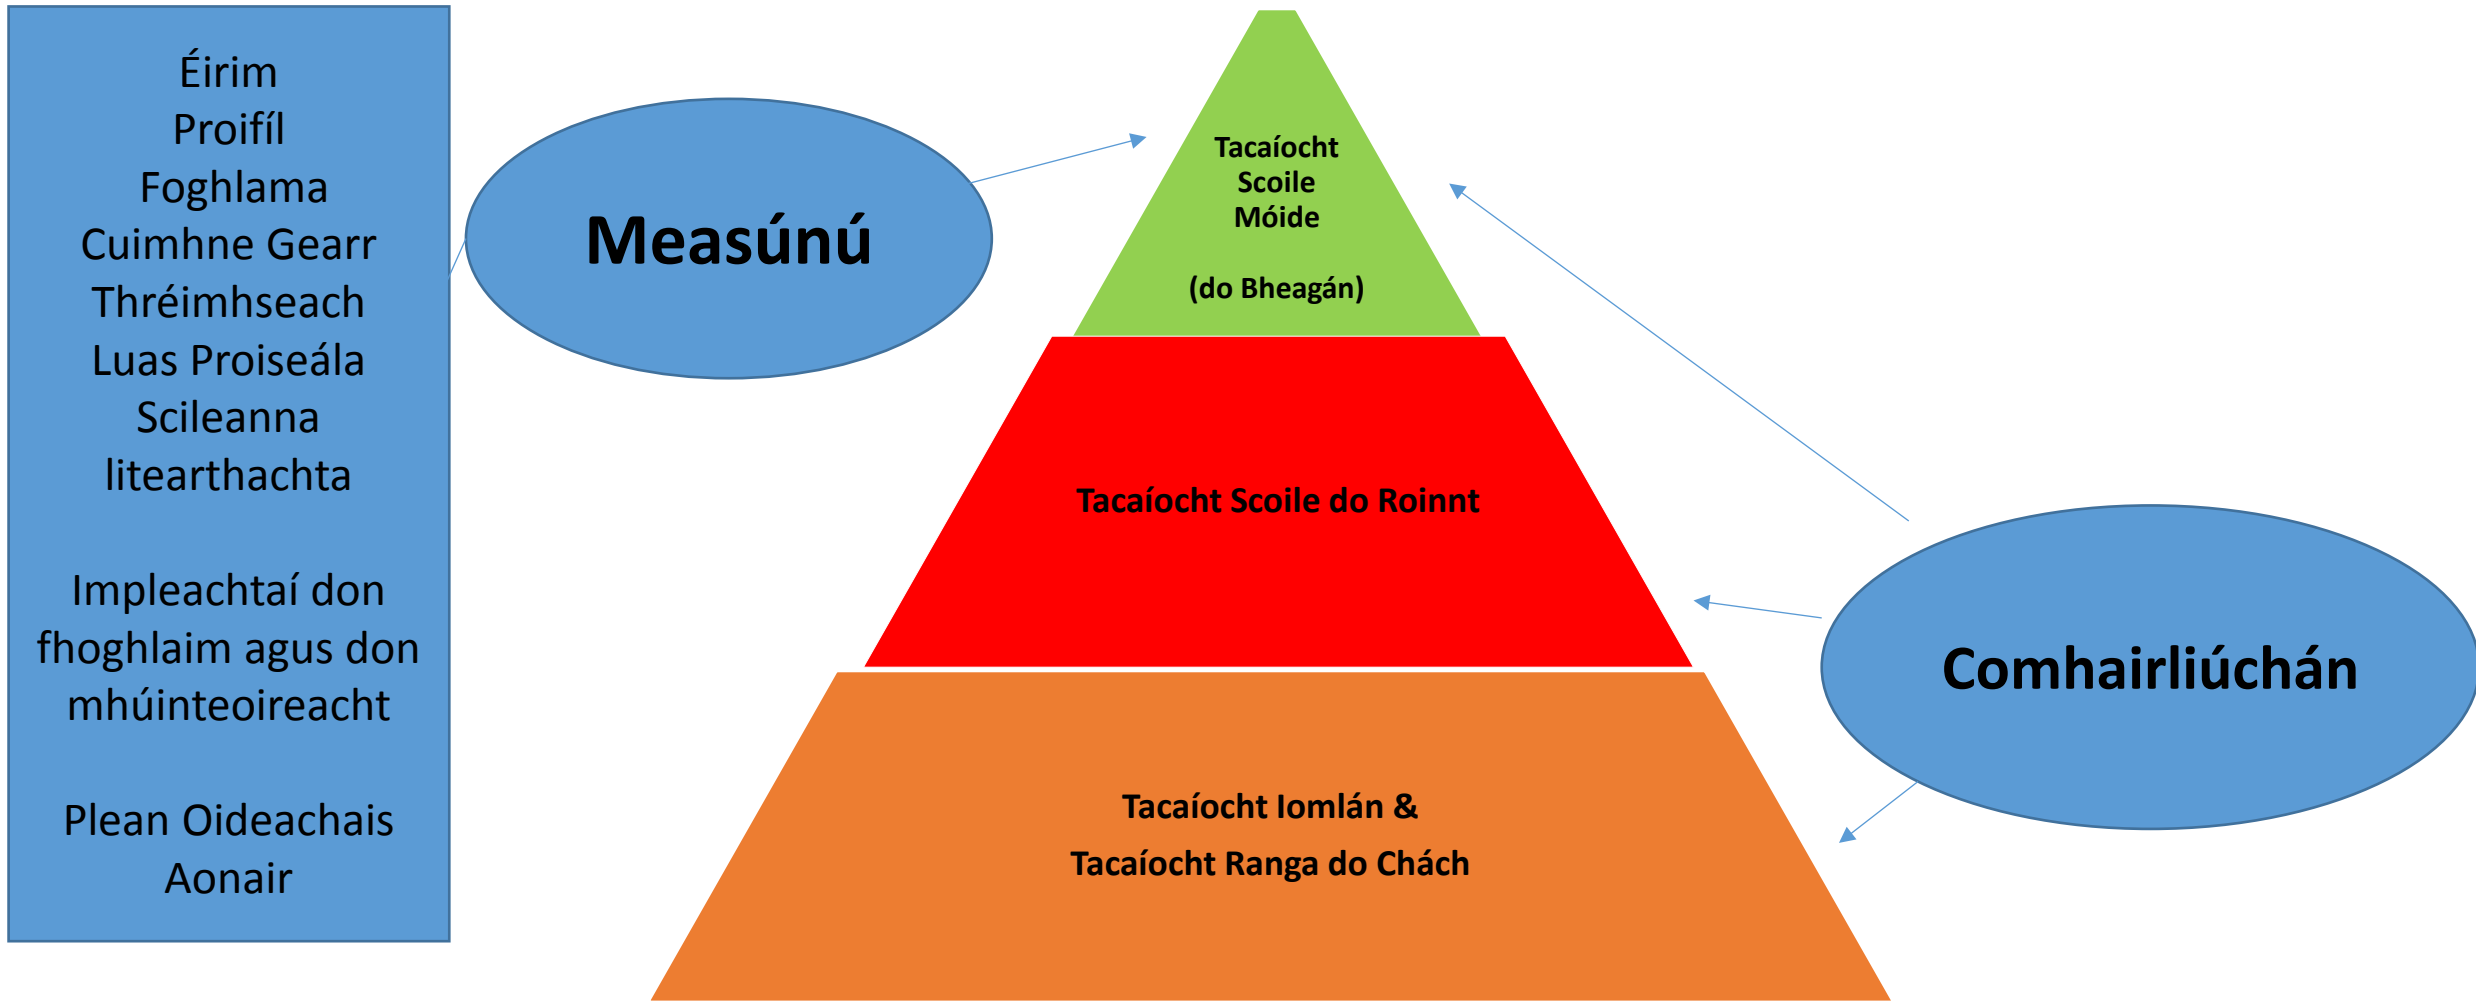 Éirim
Proifíl
Foghlama
Cuimhne Gearr
Thréimhseach
Luas Proiseála
Scileanna
litearthachta
Impleachtaí don
fhoghlaim agus don
mhúinteoireacht
Plean Oideachais
Aonair
Measúnú
Tacaíocht
Scoile
Móide
(do Bheagán)
Tacaíocht Scoile do Roinnt
Tacaíocht Iomlán &
Tacaíocht Ranga do Chách
Comhairliúchán